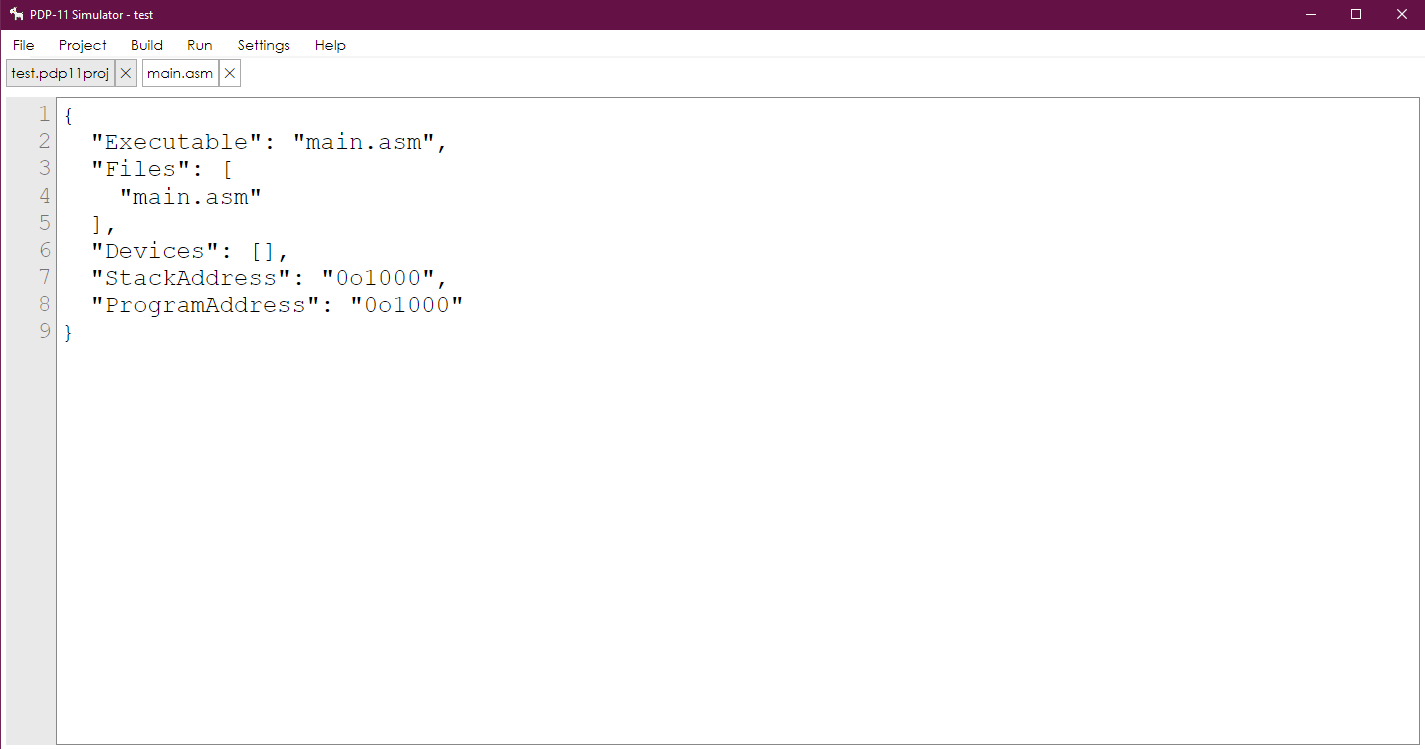 PDP-11 Simulator - test
File Project Build Run Settings Help
test.pdp11proj main.asm
1 {
2   "Executable": "main.asm",
3   "Files": [
4     "main.asm"
5   ],
6   "Devices": [],
7   "StackAddress": "0o1000",
8   "ProgramAddress": "0o1000"
9 }